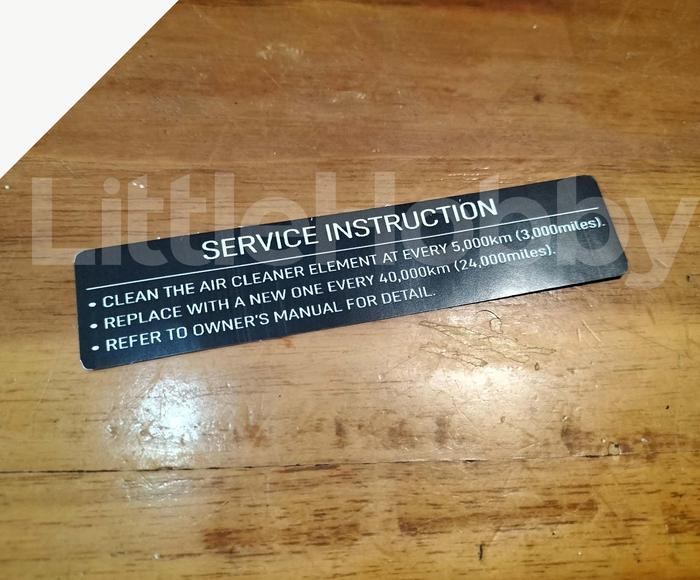 LittleHobby
SERVICE INSTRUCTION
• CLEAN THE AIR CLEANER ELEMENT AT EVERY 5,000km (3,000miles).
• REPLACE WITH A NEW ONE EVERY 40,000km (24,000miles).
• REFER TO OWNER'S MANUAL FOR DETAIL.